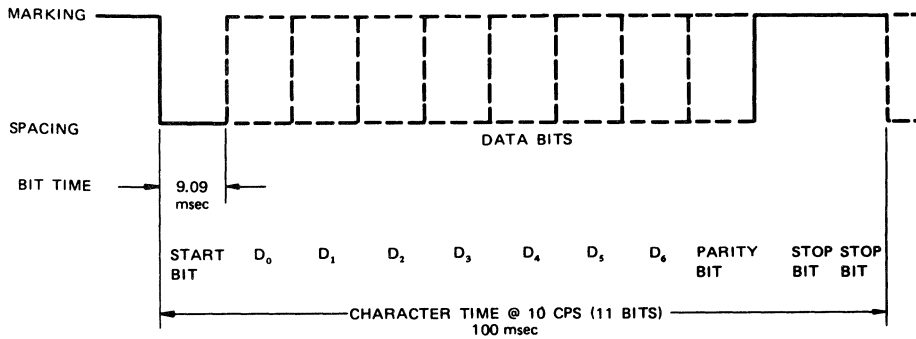 MARKING
SPACING
DATA BITS
BIT TIME
9.09
msec
START
BIT
D₀
D₁
D₂
D₃
D₄
D₅
D₆
PARITY
BIT
STOP STOP
BIT BIT
CHARACTER TIME @ 10 CPS (11 BITS)
100 msec